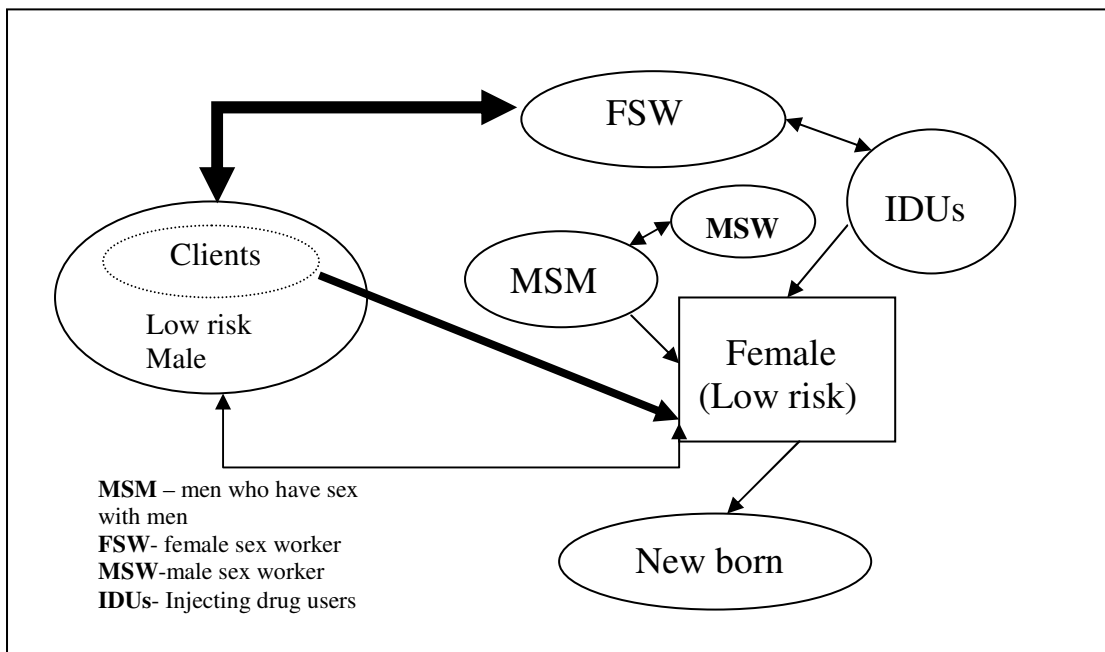 FSW
IDUs
MSW
Clients
MSM
Low risk
Male
Female
(Low risk)
MSM – men who have sex
with men
FSW- female sex worker
MSW-male sex worker
IDUs- Injecting drug users
New born